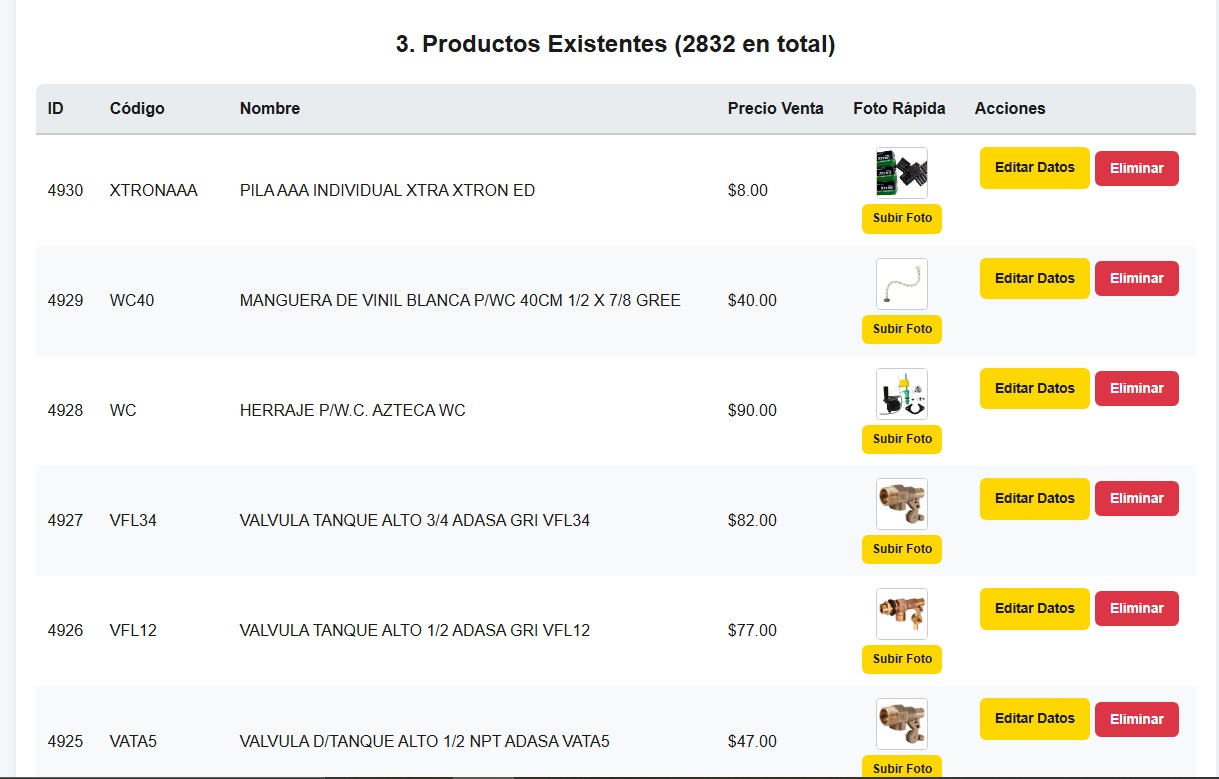 3. Productos Existentes (2832 en total)
ID Código Nombre Precio Venta Foto Rápida Acciones
4930 XTRONAAA PILA AAA INDIVIDUAL XTRA XTRON ED $8.00 Editar Datos Eliminar
Subir Foto
4929 WC40 MANGUERA DE VINIL BLANCA P/WC 40CM 1/2 X 7/8 GREE $40.00 Editar Datos Eliminar
Subir Foto
4928 WC HERRAJE P/W.C. AZTECA WC $90.00 Editar Datos Eliminar
Subir Foto
4927 VFL34 VALVULA TANQUE ALTO 3/4 ADASA GRI VFL34 $82.00 Editar Datos Eliminar
Subir Foto
4926 VFL12 VALVULA TANQUE ALTO 1/2 ADASA GRI VFL12 $77.00 Editar Datos Eliminar
Subir Foto
4925 VATA5 VALVULA D/TANQUE ALTO 1/2 NPT ADASA VATA5 $47.00 Editar Datos Eliminar
Subir Foto